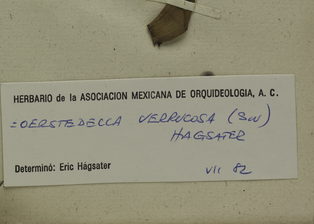 HERBARIO de la ASOCIACION MEXICANA DE ORQUIDEOLOGIA, A. C.
=OERSTEDELLA VERRUCOSA (SW)
HAGSATER
Determinó: Eric Hágsater
VII 82